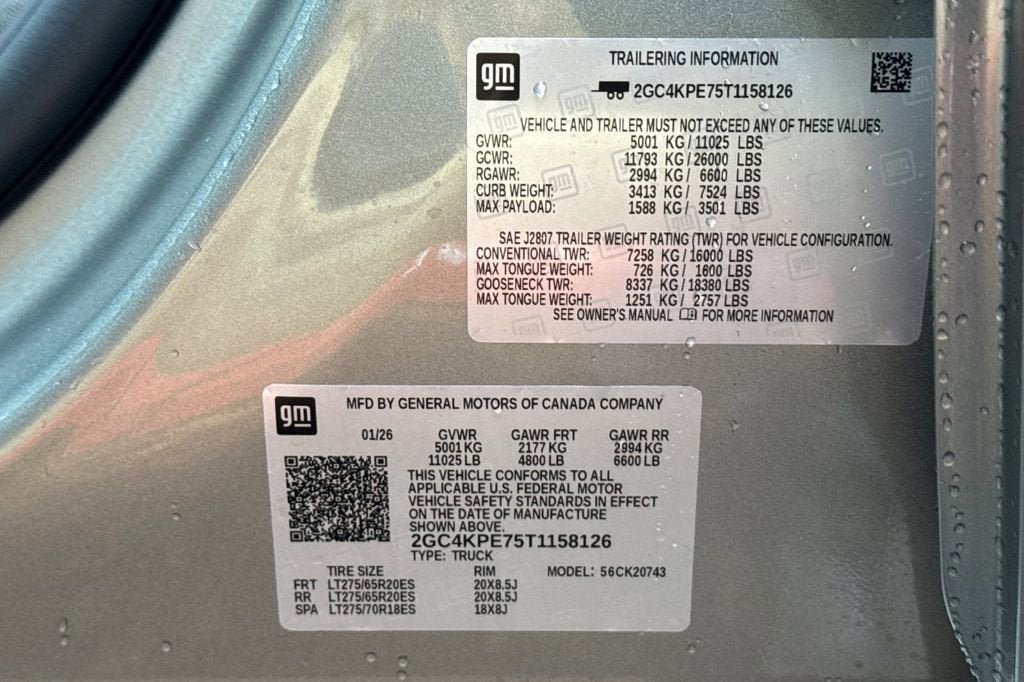 gm
TRAILERING INFORMATION
2GC4KPE75T1158126
VEHICLE AND TRAILER MUST NOT EXCEED ANY OF THESE VALUES.
GVWR: 5001 KG/ 11025 LBS
GCWR: 11793 KG/ 26000 LBS
RGAWR: 2994 KG/ 6600 LBS
CURB WEIGHT: 3413 KG/ 7524 LBS
MAX PAYLOAD: 1588 KG/ 3501 LBS
SAE J2807 TRAILER WEIGHT RATING (TWR) FOR VEHICLE CONFIGURATION.
CONVENTIONAL TWR: 7258 KG/ 16000 LBS
MAX TONGUE WEIGHT: 726 KG/ 1600 LBS
GOOSENECK TWR: 8337 KG/ 18380 LBS
MAX TONGUE WEIGHT: 1251 KG/ 2757 LBS
SEE OWNER'S MANUAL FOR MORE INFORMATION
gm
MFD BY GENERAL MOTORS OF CANADA COMPANY
01/26 GVWR GAWR FRT GAWR RR
5001 KG 2177 KG 2994 KG
11025 LB 4800 LB 6600 LB
THIS VEHICLE CONFORMS TO ALL
APPLICABLE U.S. FEDERAL MOTOR
VEHICLE SAFETY STANDARDS IN EFFECT
ON THE DATE OF MANUFACTURE
SHOWN ABOVE.
2GC4KPE75T1158126
TYPE: TRUCK
TIRE SIZE RIM MODEL: 56CK20743
FRT LT275/65R20ES 20X8.5J
RR LT275/65R20ES 20X8.5J
SPA LT275/70R18ES 18X8J